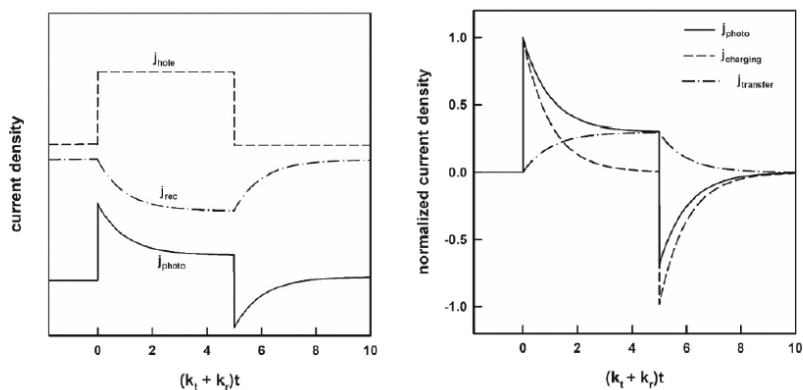 current density
j_hole
j_rec
j_photo
0 2 4 6 8 10
(k_t + k_r)t
normalized current density
1.0
0.5
0.0
-0.5
-1.0
j_photo
j_charging
j_transfer
0 2 4 6 8 10
(k_t + k_r)t